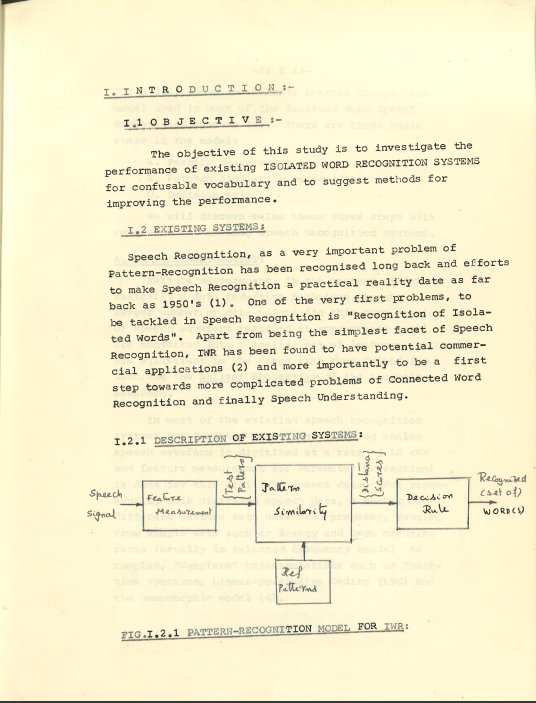 I. I N T R O D U C T I O N :-
I.1 O B J E C T I V E :-
The objective of this study is to investigate the
performance of existing ISOLATED WORD RECOGNITION SYSTEMS
for confusable vocabulary and to suggest methods for
improving the performance.
I.2 EXISTING SYSTEMS:
Speech Recognition, as a very important problem of
Pattern-Recognition has been recognised long back and efforts
to make Speech Recognition a practical reality date as far
back as 1950's (1). One of the very first problems, to
be tackled in Speech Recognition is "Recognition of Isola-
ted Words". Apart from being the simplest facet of Speech
Recognition, IWR has been found to have potential commer-
cial applications (2) and more importantly to be a first
step towards more complicated problems of Connected Word
Recognition and finally Speech Understanding.
I.2.1 DESCRIPTION OF EXISTING SYSTEMS:
Speech
Signal
Feature
Measurement
{Test
Pattern}
Pattern
Similarity
{Distance
Scores}
Decision
Rule
Recognized
(set of)
WORD(S)
Ref
Patterns
FIG.I.2.1 PATTERN-RECOGNITION MODEL FOR IWR: